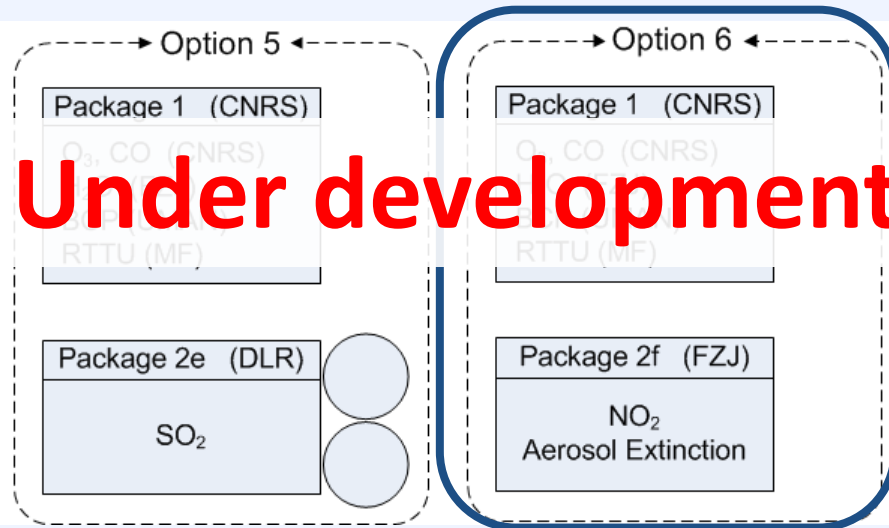 Option 5
Package 1 (CNRS)
O₃, CO (CNRS)
RTTU (MF)
Package 2e (DLR)
SO₂
Option 6
Package 1 (CNRS)
CO (CNRS)
RTTU (MF)
Package 2f (FZJ)
NO₂
Aerosol Extinction
Under development